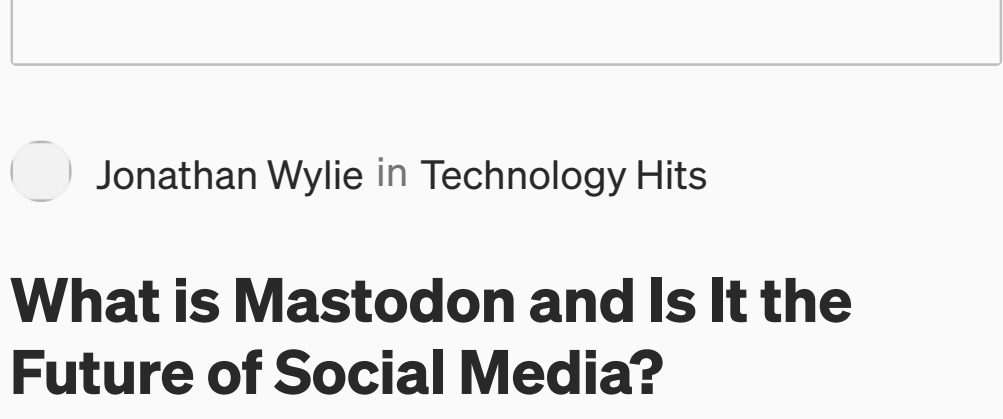 Jonathan Wylie in Technology Hits
What is Mastodon and Is It the
Future of Social Media?